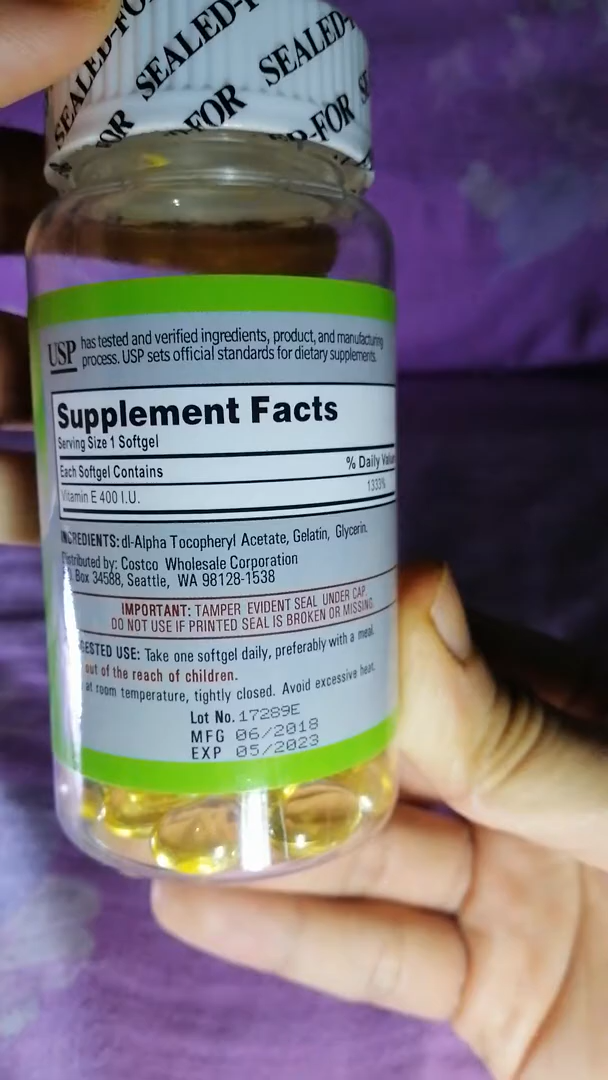 SEALED-FOR
SEALED-FOR
SEALED-
FOR
R-FOR
USP has tested and verified ingredients, product, and manufacturing
process. USP sets official standards for dietary supplements.
Supplement Facts
Serving Size 1 Softgel
Each Softgel Contains % Daily Value
Vitamin E 400 I.U. 1333%
INGREDIENTS: dl-Alpha Tocopheryl Acetate, Gelatin, Glycerin.
Distributed by: Costco Wholesale Corporation
Box 34588, Seattle, WA 98128-1538
IMPORTANT: TAMPER EVIDENT SEAL UNDER CAP.
DO NOT USE IF PRINTED SEAL IS BROKEN OR MISSING.
ESTED USE: Take one softgel daily, preferably with a meal.
out of the reach of children.
at room temperature, tightly closed. Avoid excessive heat.
Lot No. 17289E
MFG 06/2018
EXP 05/2023